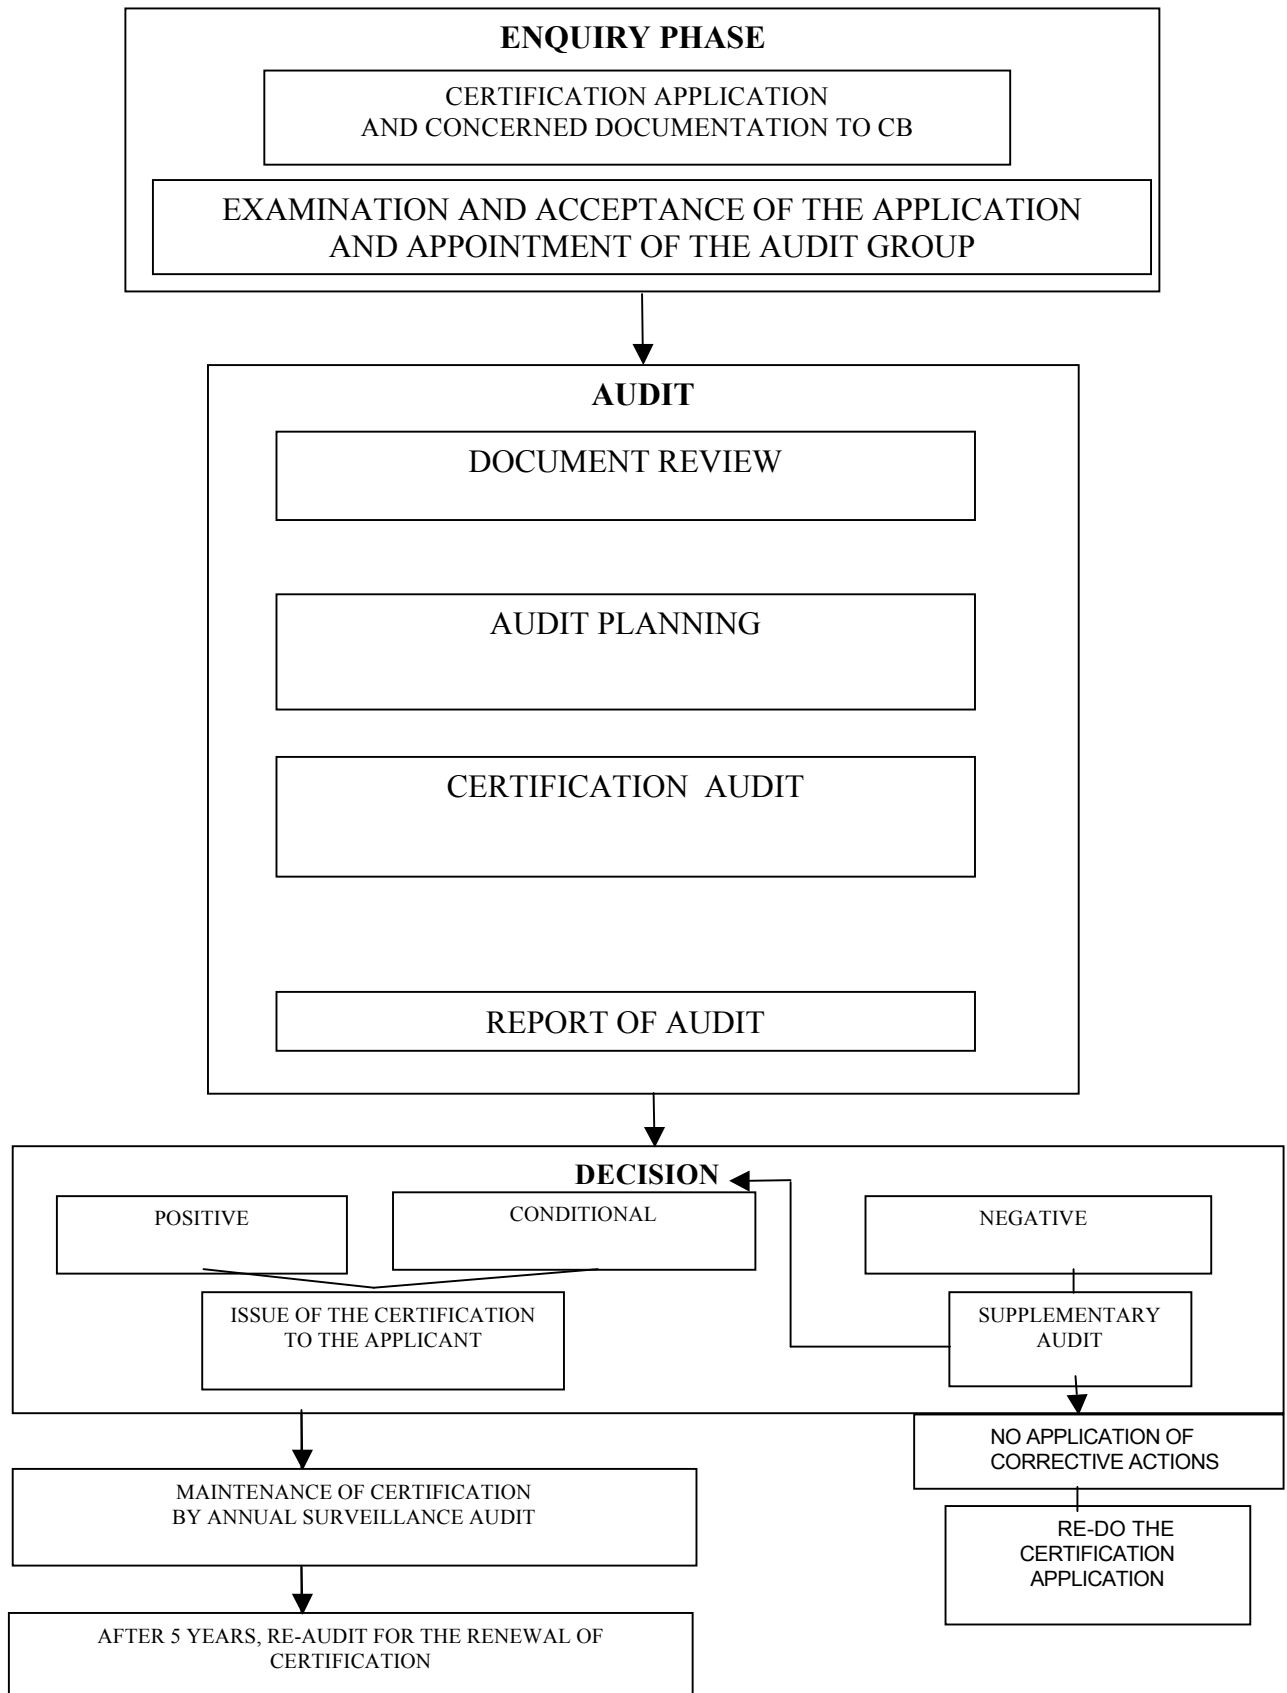 ENQUIRY PHASE
CERTIFICATION APPLICATION
AND CONCERNED DOCUMENTATION TO CB
EXAMINATION AND ACCEPTANCE OF THE APPLICATION
AND APPOINTMENT OF THE AUDIT GROUP
AUDIT
DOCUMENT REVIEW
AUDIT PLANNING
CERTIFICATION AUDIT
REPORT OF AUDIT
DECISION
POSITIVE
CONDITIONAL
NEGATIVE
ISSUE OF THE CERTIFICATION
TO THE APPLICANT
SUPPLEMENTARY
AUDIT
NO APPLICATION OF
CORRECTIVE ACTIONS
MAINTENANCE OF CERTIFICATION
BY ANNUAL SURVEILLANCE AUDIT
RE-DO THE
CERTIFICATION
APPLICATION
AFTER 5 YEARS, RE-AUDIT FOR THE RENEWAL OF
CERTIFICATION